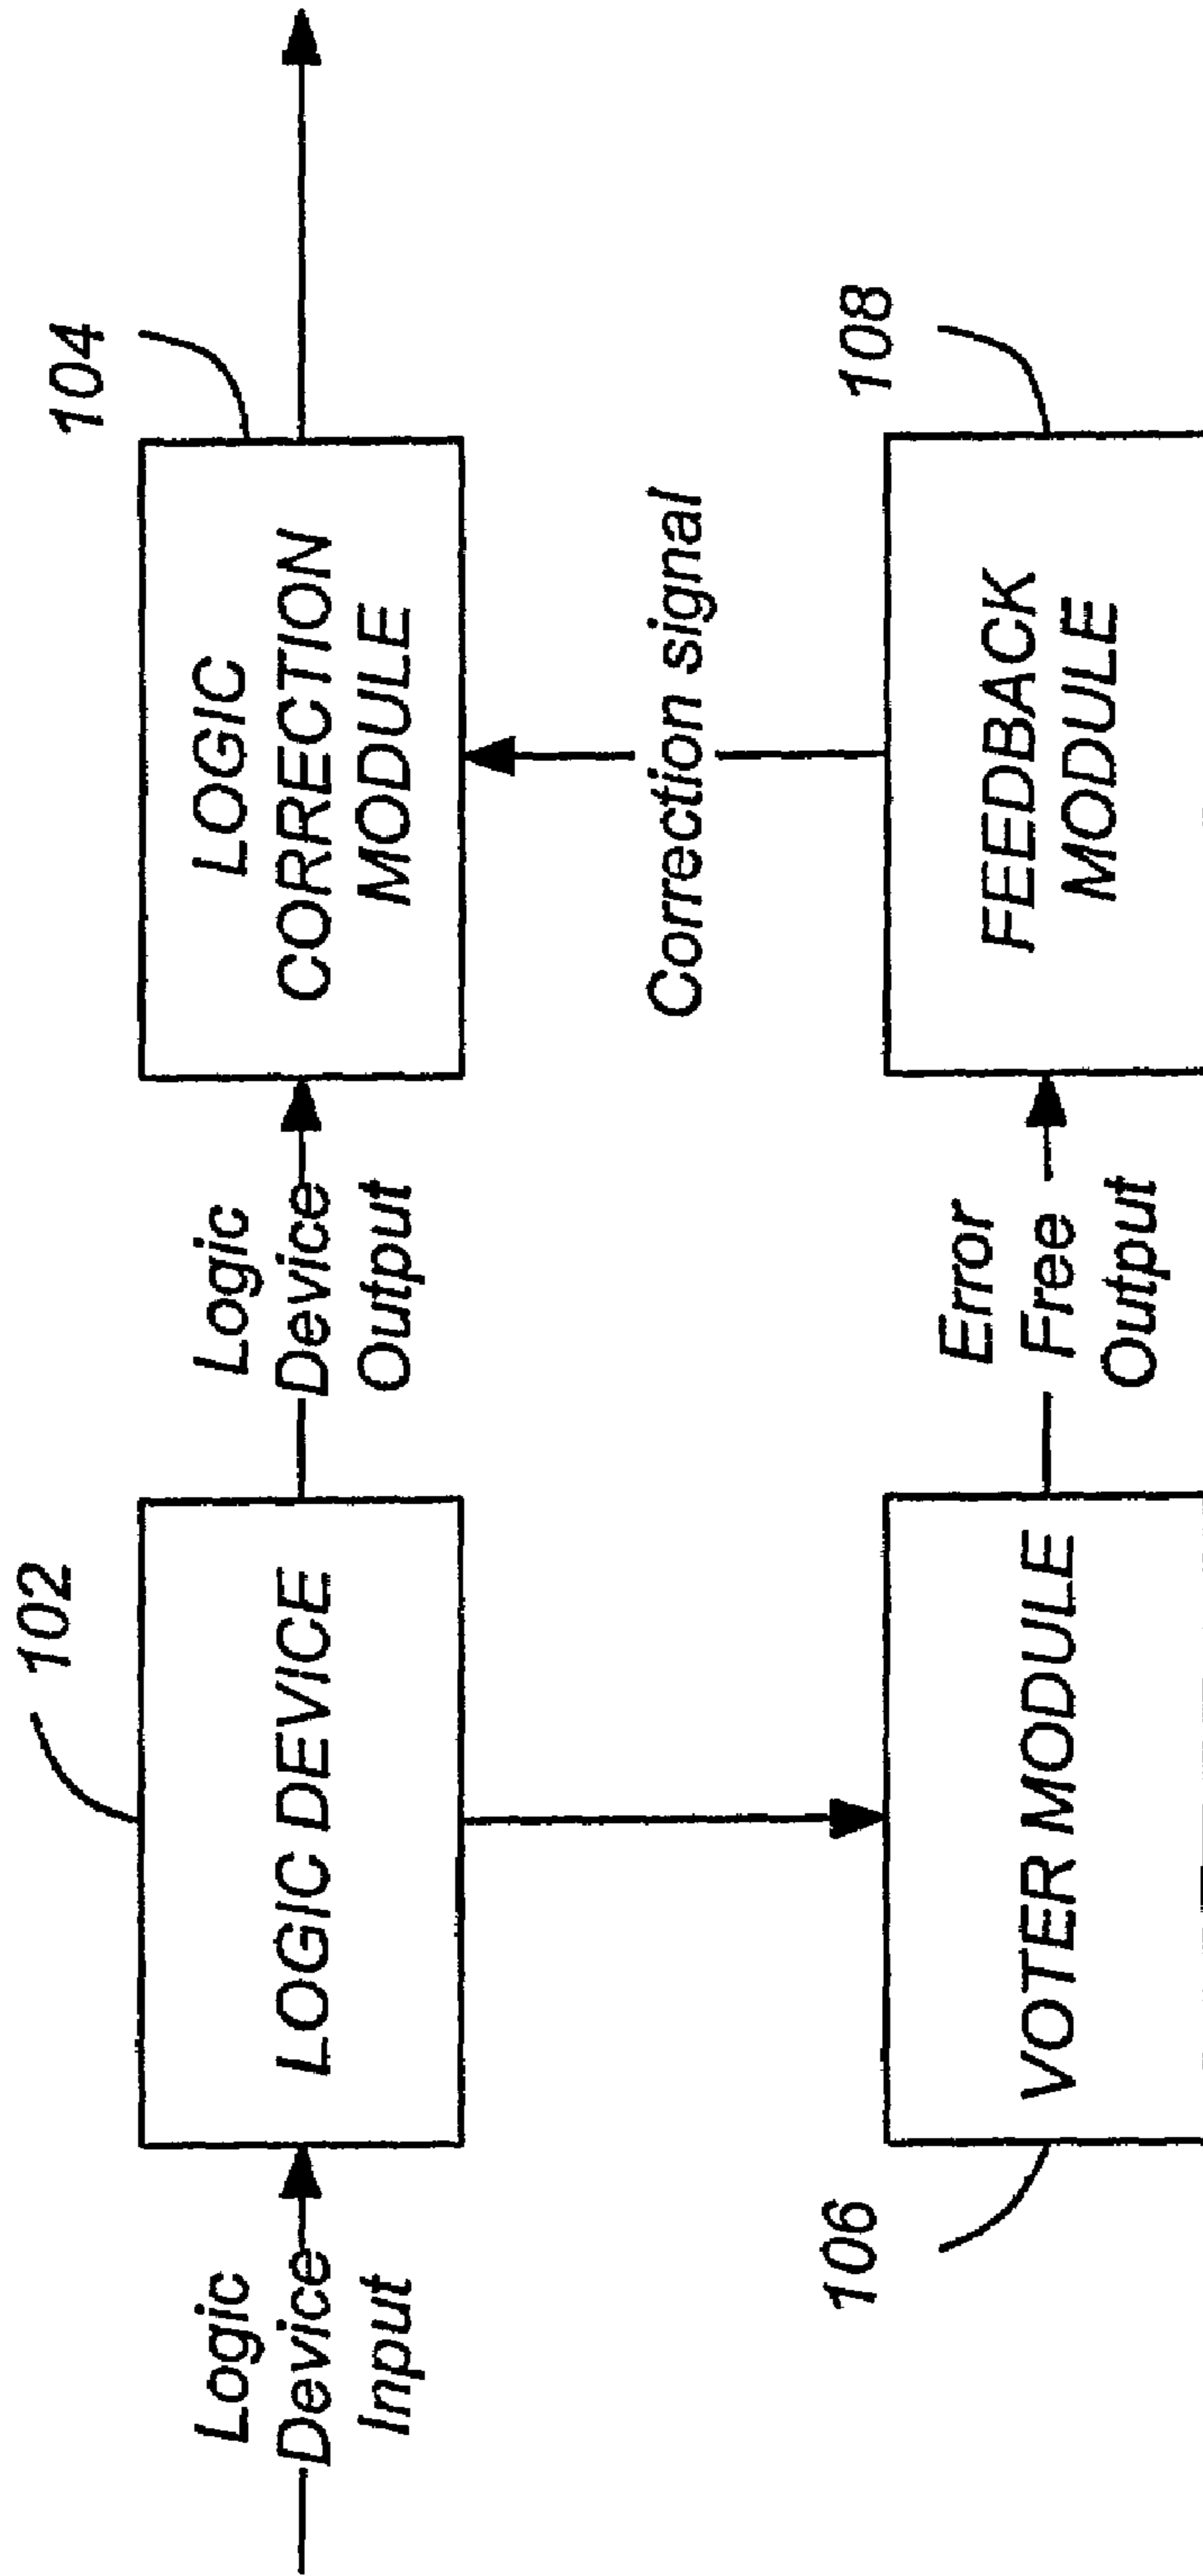 102
104
Logic
Device
Input
LOGIC DEVICE
Logic
Device
Output
LOGIC
CORRECTION
MODULE
Correction signal
106
VOTER MODULE
Error
Free
Output
FEEDBACK
MODULE
108